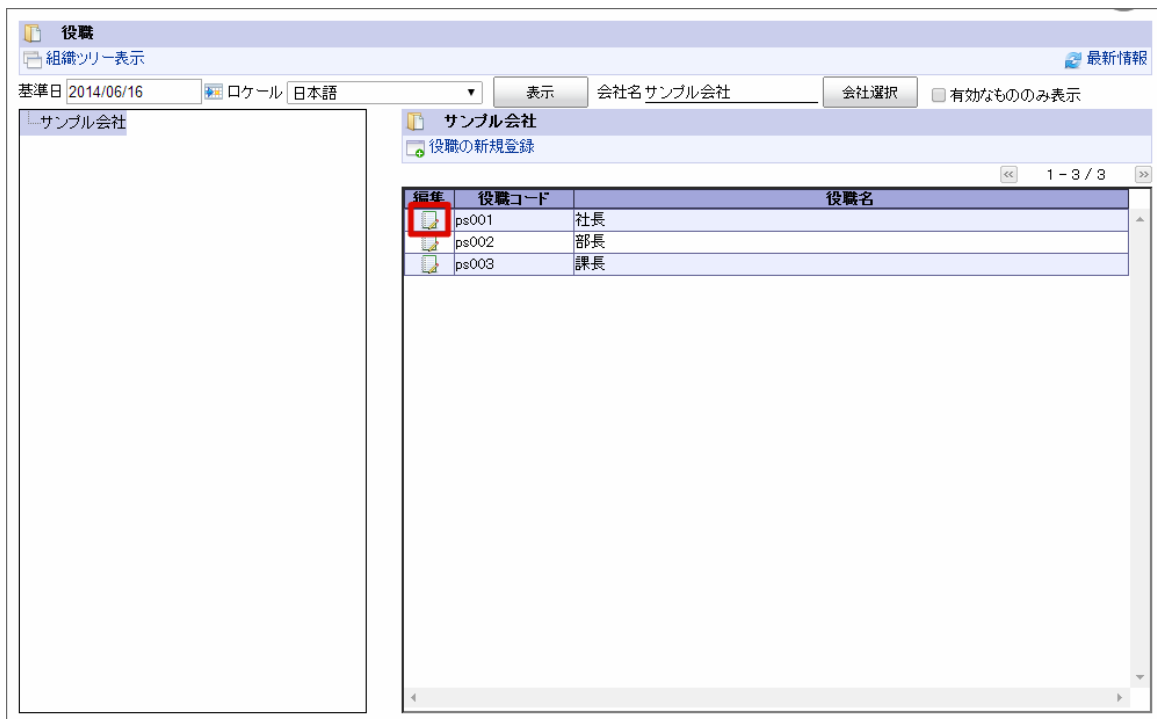 役職
組織ツリー表示 最新情報
基準日 2014/06/16 ロケール 日本語 表示 会社名 サンプル会社 会社選択 有効なもののみ表示
サンプル会社
サンプル会社
役職の新規登録
1 - 3 / 3
編集 役職コード 役職名
ps001 社長
ps002 部長
ps003 課長